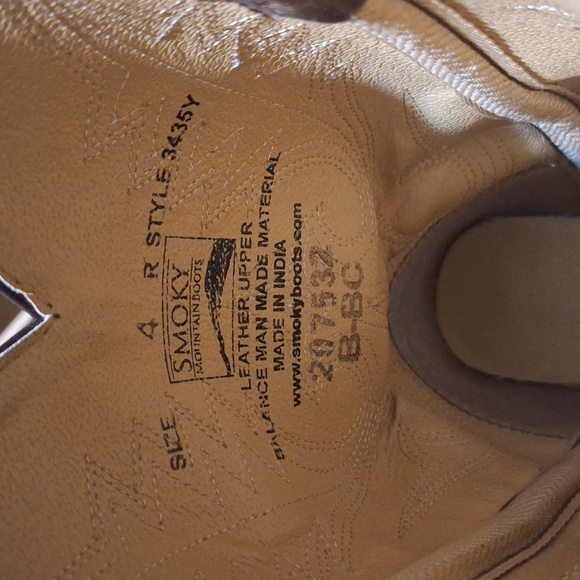 SIZE 4 R STYLE 3435Y
SMOKY
MOUNTAIN BOOTS
LEATHER UPPER
BALANCE MAN MADE MATERIAL
MADE IN INDIA
www.smokyboots.com
207532
B-BC